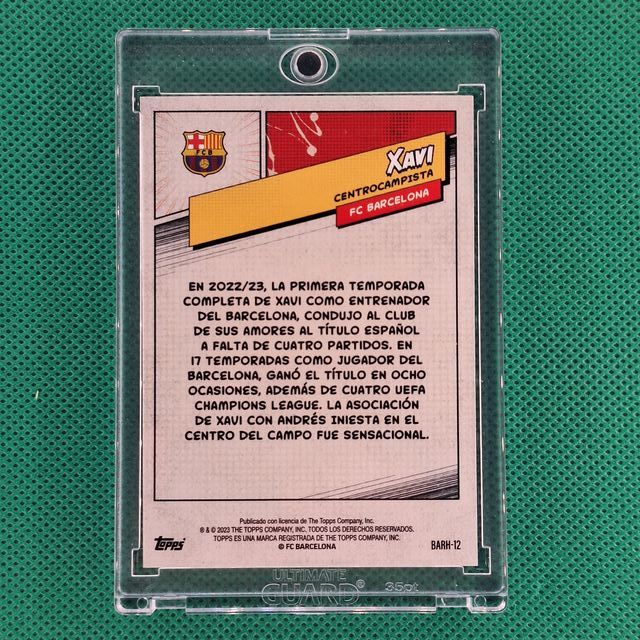 FCB
XAVI
CENTROCAMPISTA
FC BARCELONA
EN 2022/23, LA PRIMERA TEMPORADA
COMPLETA DE XAVI COMO ENTRENADOR
DEL BARCELONA, CONDUJO AL CLUB
DE SUS AMORES AL TÍTULO ESPAÑOL
A FALTA DE CUATRO PARTIDOS. EN
17 TEMPORADAS COMO JUGADOR DEL
BARCELONA, GANÓ EL TÍTULO EN OCHO
OCASIONES, ADEMÁS DE CUATRO UEFA
CHAMPIONS LEAGUE. LA ASOCIACIÓN
DE XAVI CON ANDRÉS INIESTA EN EL
CENTRO DEL CAMPO FUE SENSACIONAL.
Publicado con licencia de The Topps Company, Inc.
® & © 2023 THE TOPPS COMPANY, INC. TODOS LOS DERECHOS RESERVADOS.
TOPPS ES UNA MARCA REGISTRADA DE THE TOPPS COMPANY, INC.
© FC BARCELONA
topps
BARH-12
ULTIMATE
GUARD®
35pt